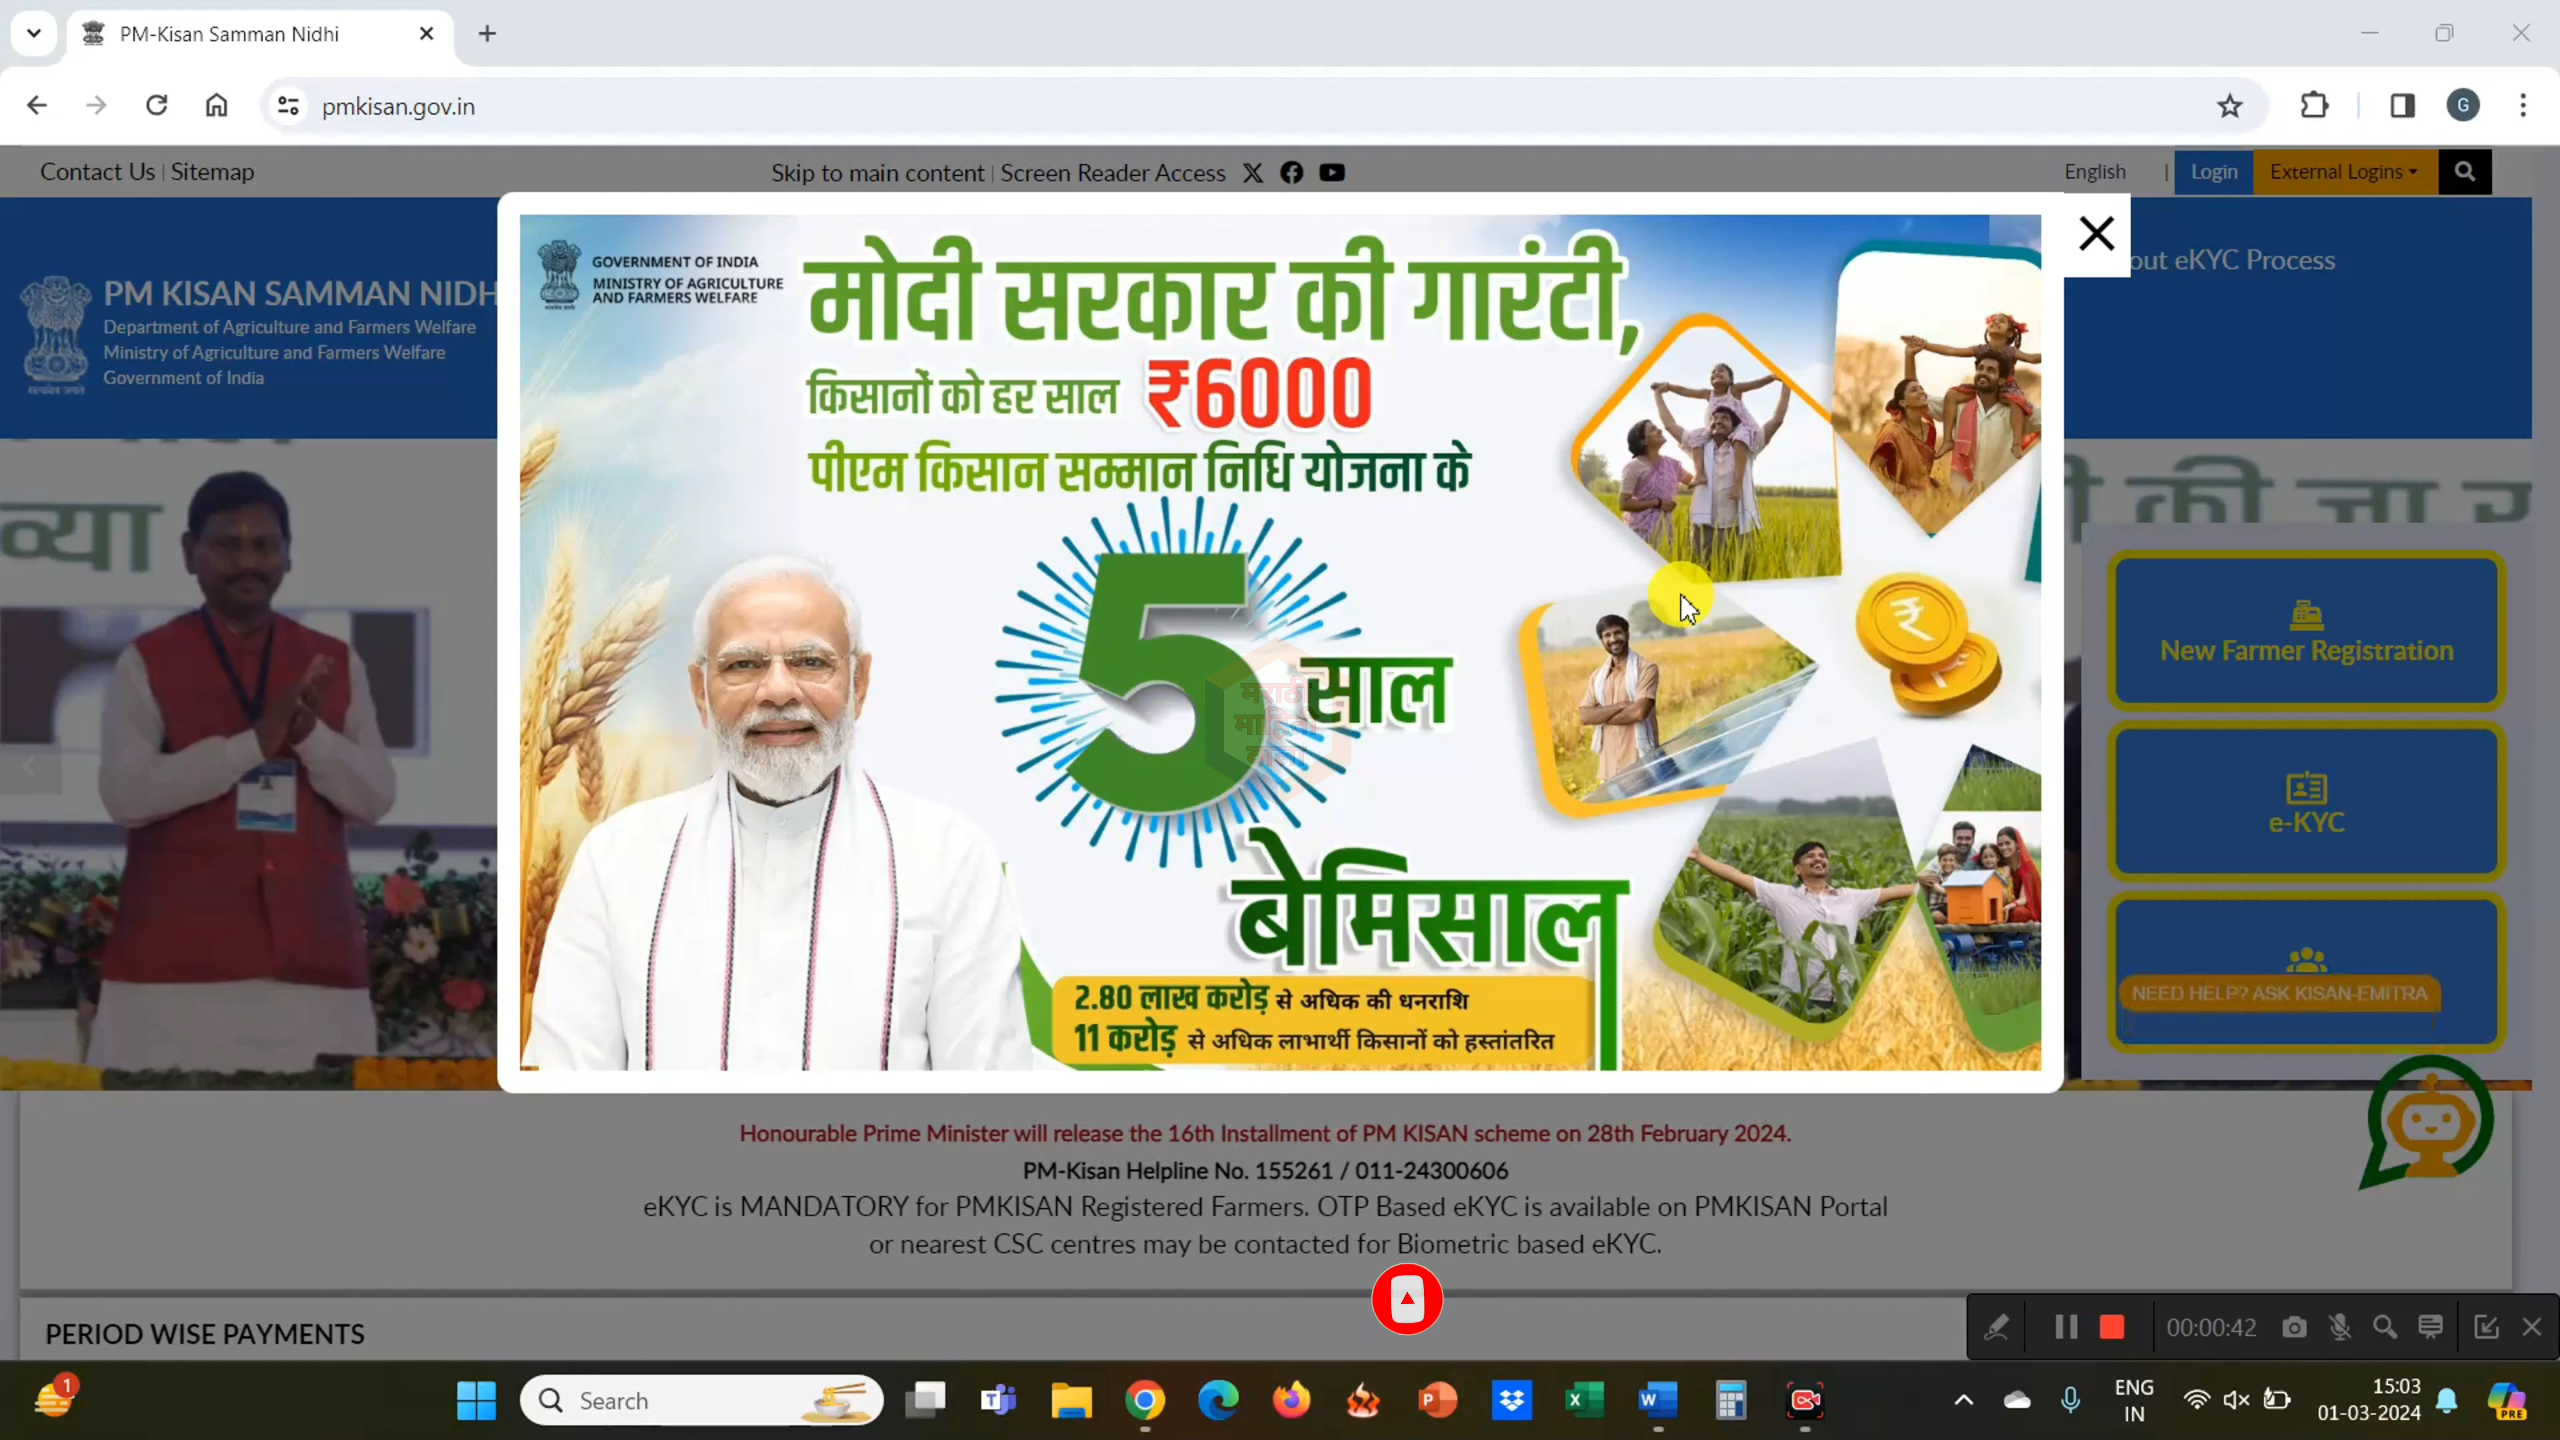 PM-Kisan Samman Nidhi
pmkisan.gov.in
G
Contact Us | Sitemap
Skip to main content | Screen Reader Access
English | Login External Logins
PM KISAN SAMMAN NIDH
Department of Agriculture and Farmers Welfare
Ministry of Agriculture and Farmers Welfare
Government of India
out eKYC Process
GOVERNMENT OF INDIA
MINISTRY OF AGRICULTURE
AND FARMERS WELFARE
मोदी सरकार की गारंटी,
किसानों को हर साल ₹6000
पीएम किसान सम्मान निधि योजना के
5 साल
बेमिसाल
मराठी
माहिती
वाला
2.80 लाख करोड़ से अधिक की धनराशि
11 करोड़ से अधिक लाभार्थी किसानों को हस्तांतरित
व्या
New Farmer Registration
e-KYC
NEED HELP? ASK KISAN-EMITRA
Honourable Prime Minister will release the 16th Installment of PM KISAN scheme on 28th February 2024.
PM-Kisan Helpline No. 155261 / 011-24300606
eKYC is MANDATORY for PMKISAN Registered Farmers. OTP Based eKYC is available on PMKISAN Portal
or nearest CSC centres may be contacted for Biometric based eKYC.
PERIOD WISE PAYMENTS
00:00:42
1
Search
ENG
IN
15:03
01-03-2024
PRE